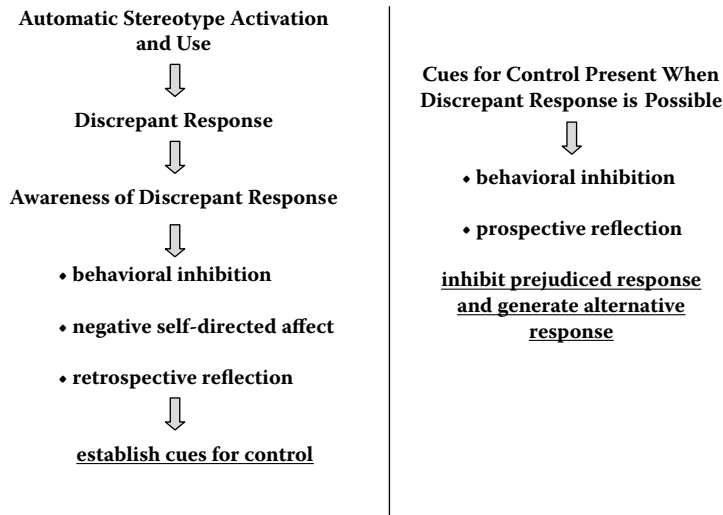 Automatic Stereotype Activation
and Use
Discrepant Response
Awareness of Discrepant Response
• behavioral inhibition
• negative self-directed affect
• retrospective reflection
establish cues for control
Cues for Control Present When
Discrepant Response is Possible
• behavioral inhibition
• prospective reflection
inhibit prejudiced response
and generate alternative
response